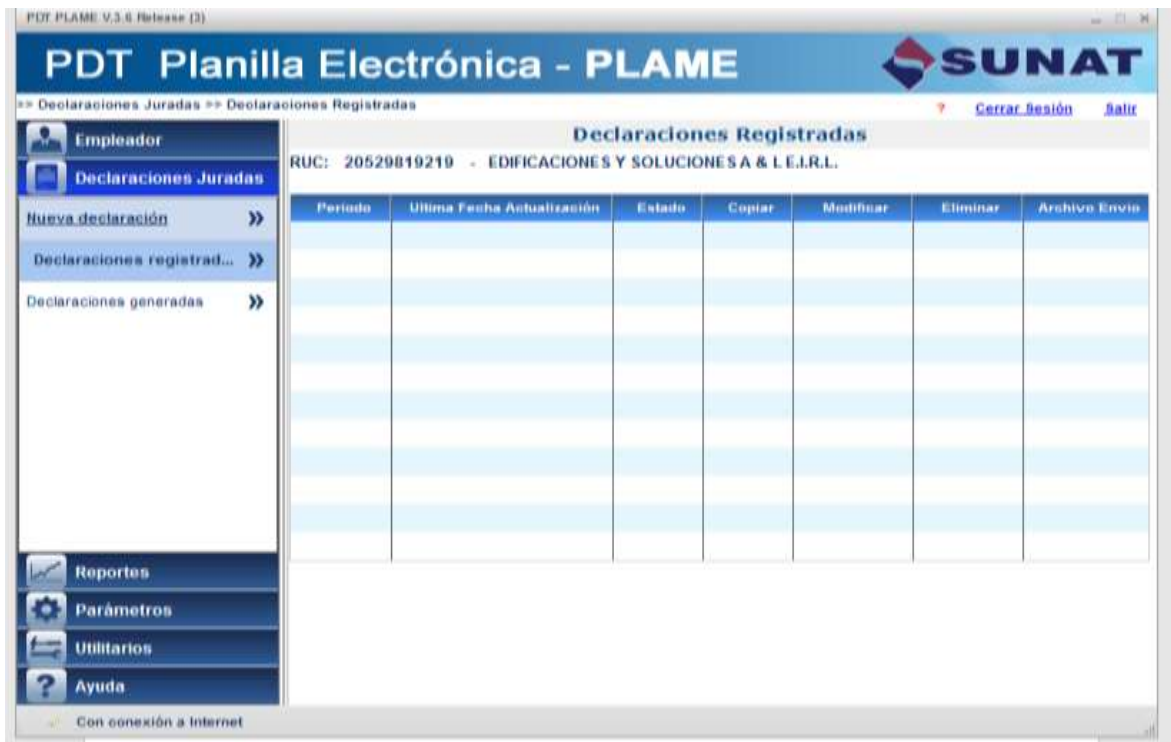 PDT PLAME V.3.6 Release (3)
PDT Planilla Electrónica - PLAME
SUNAT
>> Declaraciones Juradas >> Declaraciones Registradas
? Cerrar Sesión Salir
Empleador
Declaraciones Juradas
Nueva declaración
Declaraciones registrad...
Declaraciones generadas
Reportes
Parámetros
Utilitarios
? Ayuda
Declaraciones Registradas
RUC: 20529819219 - EDIFICACIONES Y SOLUCIONES A & L E.I.R.L.
Periodo Ultima Fecha Actualización Estado Copiar Modificar Eliminar Archivo Envio
Con conexión a Internet